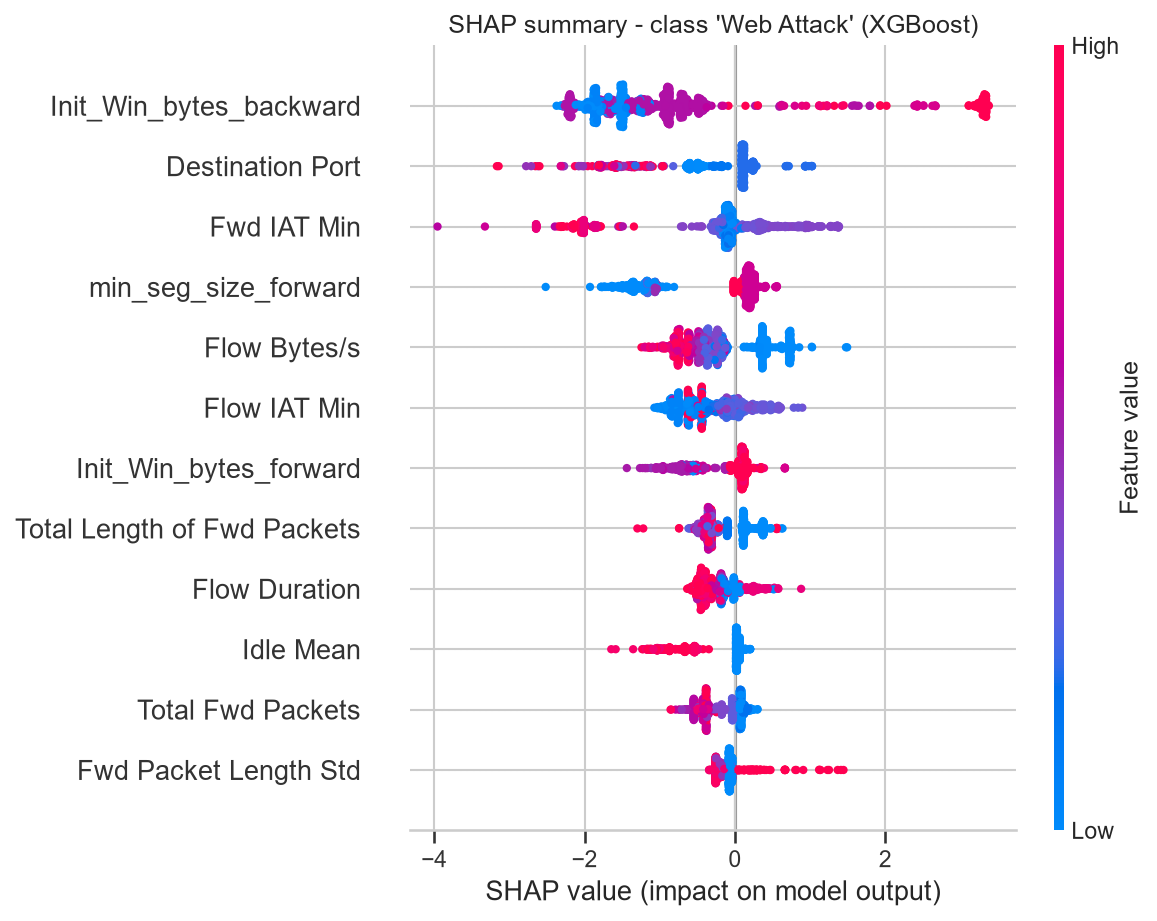 SHAP summary - class 'Web Attack' (XGBoost)
High
Init_Win_bytes_backward
Destination Port
Fwd IAT Min
min_seg_size_forward
Flow Bytes/s
Flow IAT Min
Init_Win_bytes_forward
Total Length of Fwd Packets
Flow Duration
Idle Mean
Total Fwd Packets
Fwd Packet Length Std
Feature value
Low
−4 −2 0 2
SHAP value (impact on model output)